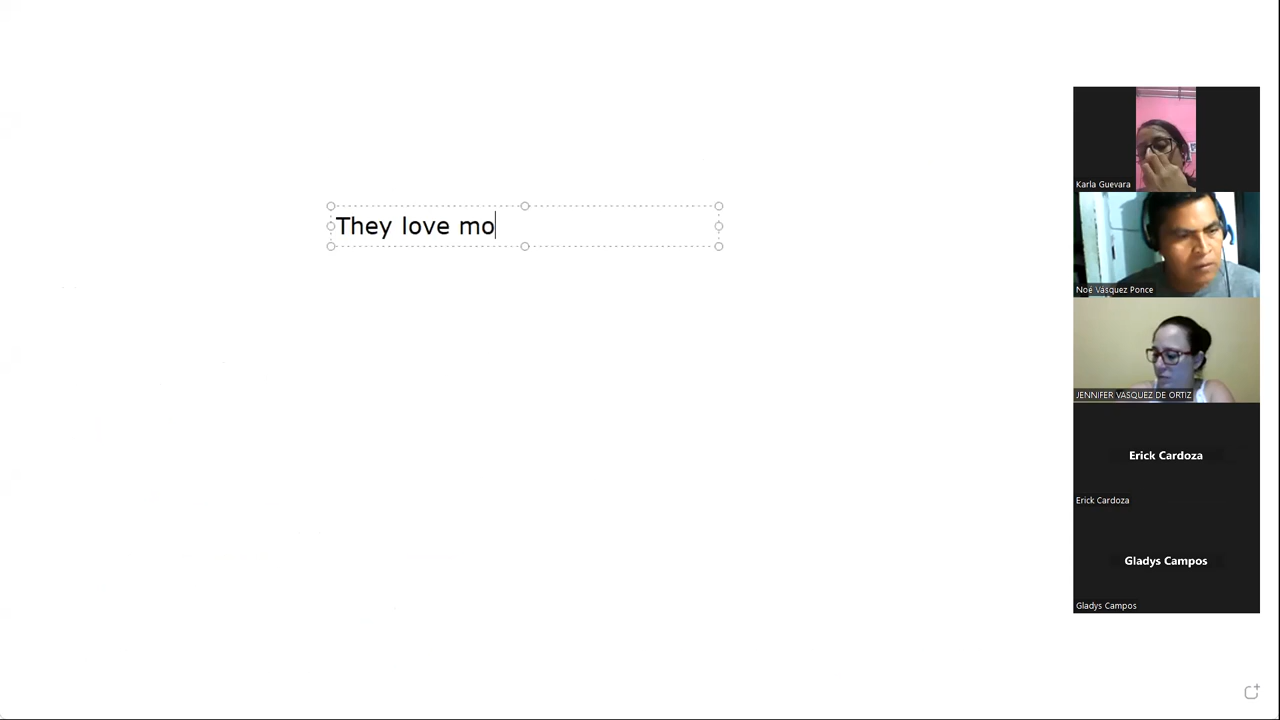 They love mo
Karla Guevara
Noé Vásquez Ponce
JENNIFER VASQUEZ DE ORTIZ
Erick Cardoza
Erick Cardoza
Gladys Campos
Gladys Campos